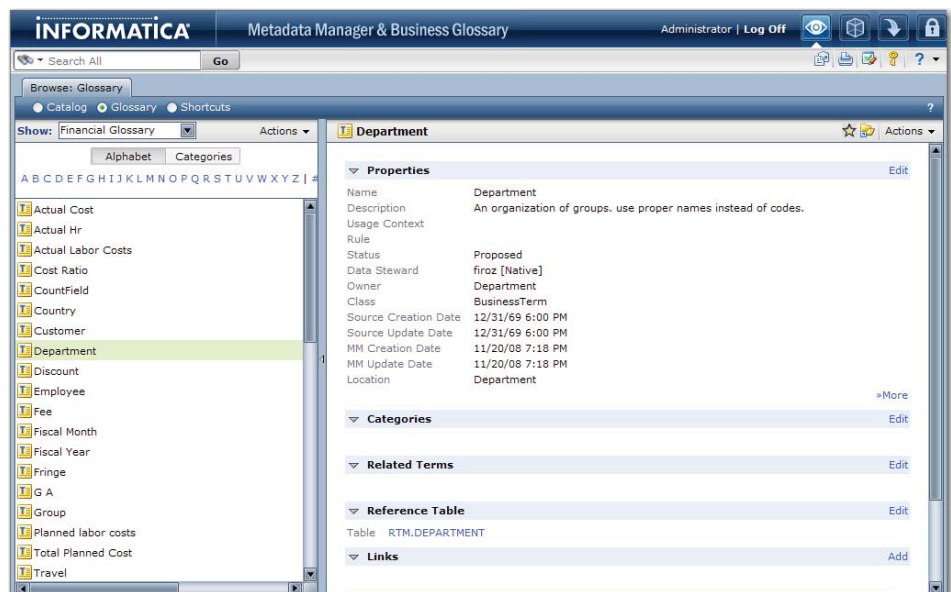 INFORMATICA Metadata Manager & Business Glossary Administrator | Log Off
Search All Go ?
Browse: Glossary
Catalog Glossary Shortcuts ?
Show: Financial Glossary Actions
Alphabet Categories
A B C D E F G H I J K L M N O P Q R S T U V W X Y Z | #
Actual Cost
Actual Hr
Actual Labor Costs
Cost Ratio
CountField
Country
Customer
Department
Discount
Employee
Fee
Fiscal Month
Fiscal Year
Fringe
G A
Group
Planned labor costs
Total Planned Cost
Travel
Department Actions
Properties Edit
Name Department
Description An organization of groups. use proper names instead of codes.
Usage Context
Rule
Status Proposed
Data Steward firoz [Native]
Owner Department
Class BusinessTerm
Source Creation Date 12/31/69 6:00 PM
Source Update Date 12/31/69 6:00 PM
MM Creation Date 11/20/08 7:18 PM
MM Update Date 11/20/08 7:18 PM
Location Department
»More
Categories Edit
Related Terms Edit
Reference Table Edit
Table RTM.DEPARTMENT
Links Add